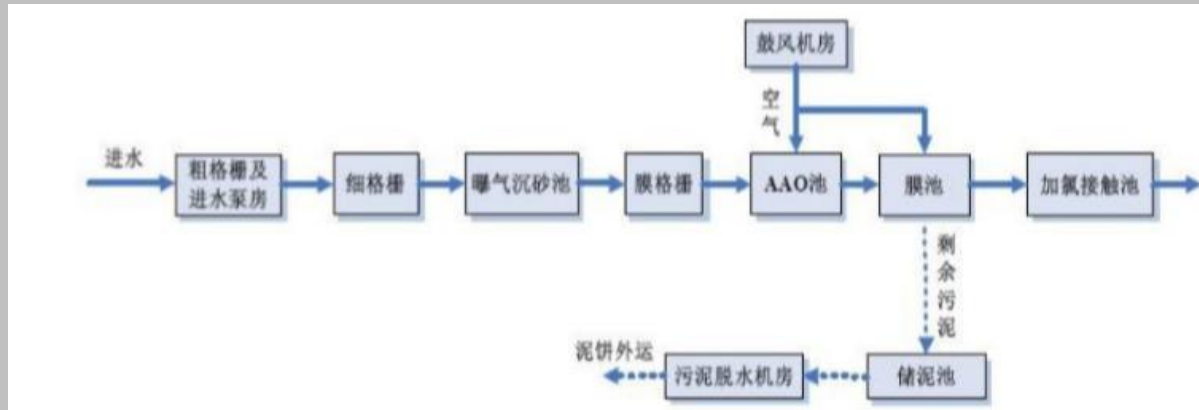 鼓风机房
空
气
进水
粗格栅及
进水泵房
细格栅
曝气沉砂池
膜格栅
AAO池
膜池
加氯接触池
剩
余
污
泥
泥饼外运
污泥脱水机房
储泥池